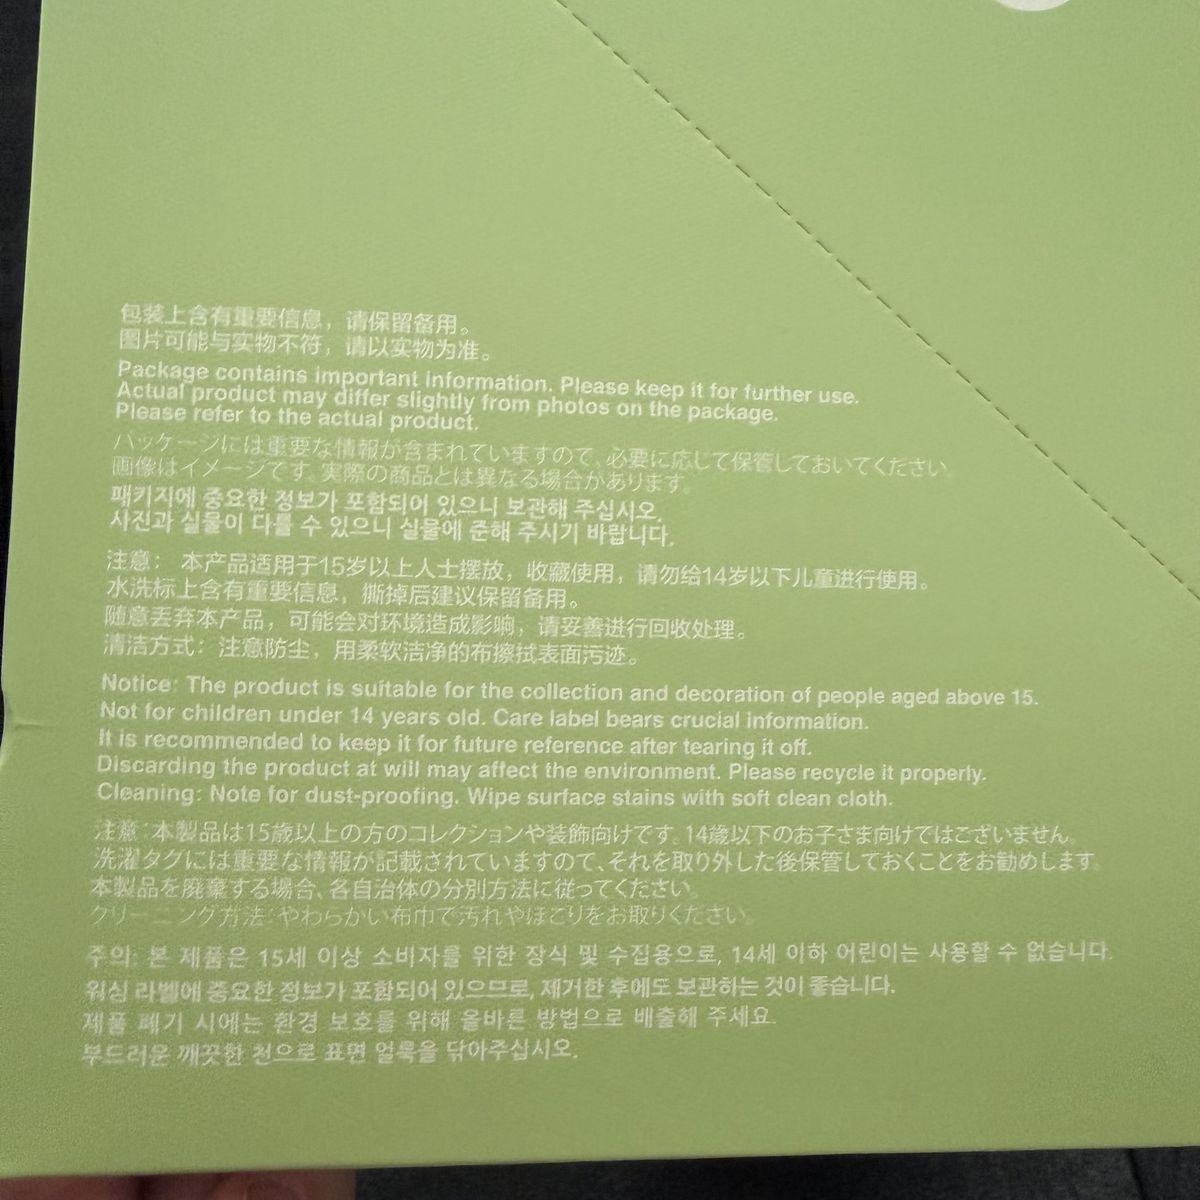 包装上含有重要信息，请保留备用。
图片可能与实物不符，请以实物为准。
Package contains important information. Please keep it for further use.
Actual product may differ slightly from photos on the package.
Please refer to the actual product.
パッケージには重要な情報が含まれていますので、必要に応じて保管しておいてください。
画像はイメージです。実際の商品とは異なる場合があります。
패키지에 중요한 정보가 포함되어 있으니 보관해 주십시오.
사진과 실물이 다를 수 있으니 실물에 준해 주시기 바랍니다.
注意： 本产品适用于15岁以上人士摆放，收藏使用，请勿给14岁以下儿童进行使用。
水洗标上含有重要信息，撕掉后建议保留备用。
随意丢弃本产品，可能会对环境造成影响，请妥善进行回收处理。
清洁方式：注意防尘，用柔软洁净的布擦拭表面污迹。
Notice: The product is suitable for the collection and decoration of people aged above 15.
Not for children under 14 years old. Care label bears crucial information.
It is recommended to keep it for future reference after tearing it off.
Discarding the product at will may affect the environment. Please recycle it properly.
Cleaning: Note for dust-proofing. Wipe surface stains with soft clean cloth.
注意：本製品は15歳以上の方のコレクションや装飾向けです。14歳以下のお子さま向けではございません。
洗濯タグには重要な情報が記載されていますので、それを取り外した後保管しておくことをお勧めします。
本製品を廃棄する場合、各自治体の分別方法に従ってください。
クリーニング方法：やわらかい布巾で汚れやほこりをお取りください。
주의: 본 제품은 15세 이상 소비자를 위한 장식 및 수집용으로, 14세 이하 어린이는 사용할 수 없습니다.
워싱 라벨에 중요한 정보가 포함되어 있으므로, 제거한 후에도 보관하는 것이 좋습니다.
제품 폐기 시에는 환경 보호를 위해 올바른 방법으로 배출해 주세요.
부드러운 깨끗한 천으로 표면 얼룩을 닦아주십시오.